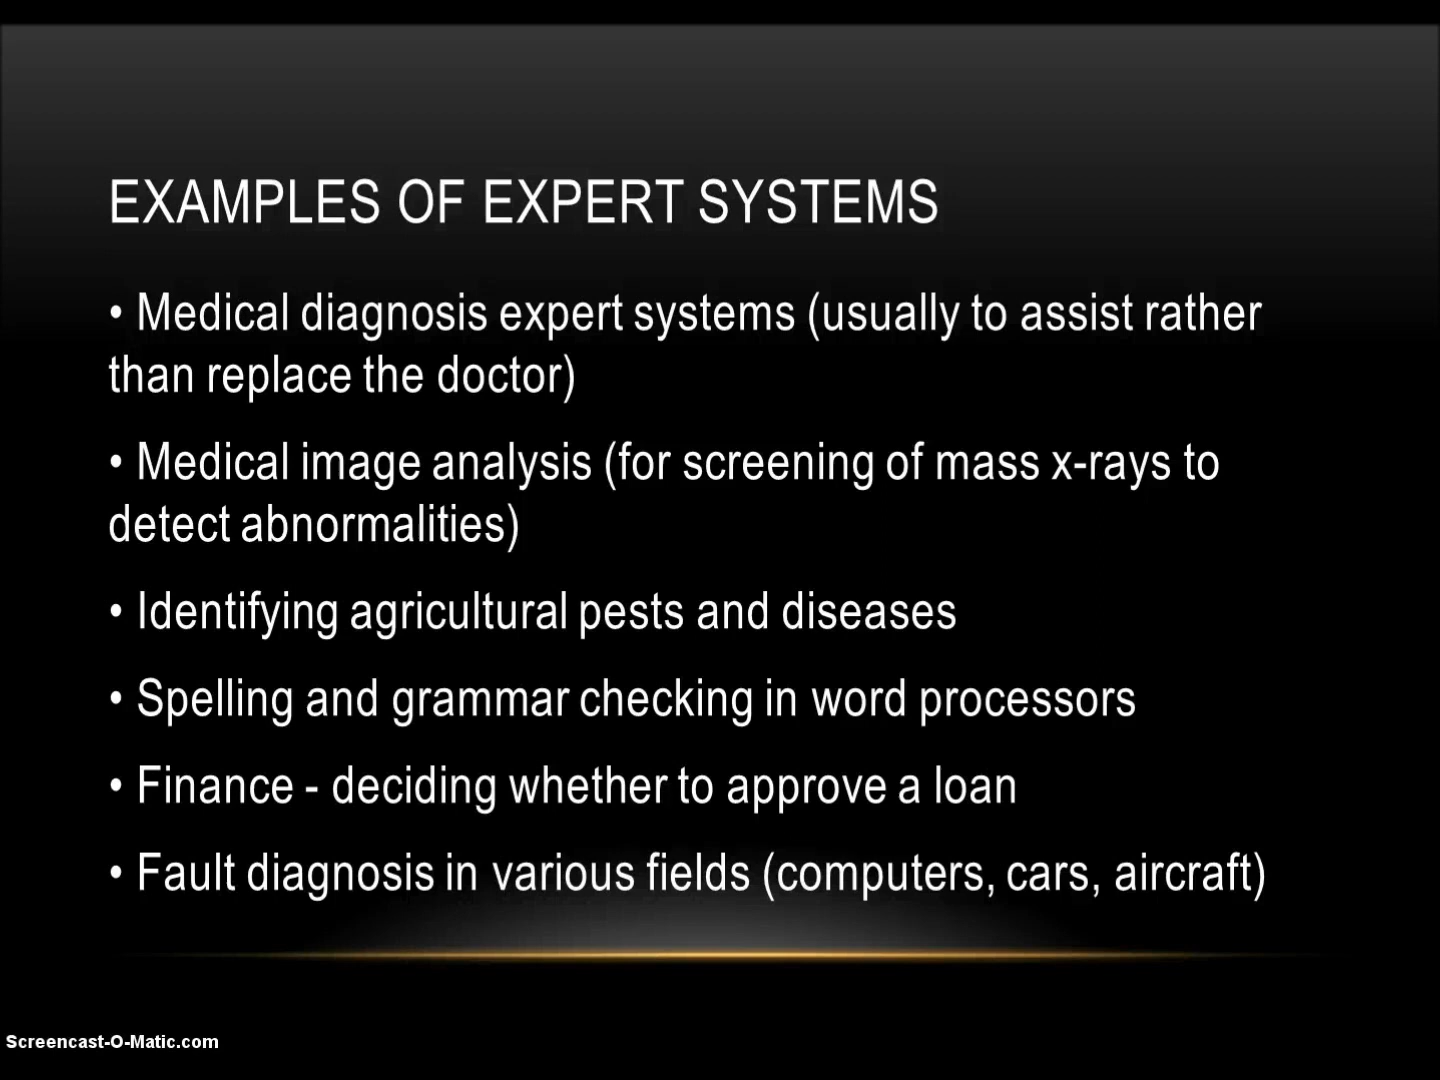 EXAMPLES OF EXPERT SYSTEMS
• Medical diagnosis expert systems (usually to assist rather
than replace the doctor)
• Medical image analysis (for screening of mass x-rays to
detect abnormalities)
• Identifying agricultural pests and diseases
• Spelling and grammar checking in word processors
• Finance - deciding whether to approve a loan
• Fault diagnosis in various fields (computers, cars, aircraft)
Screencast-O-Matic.com